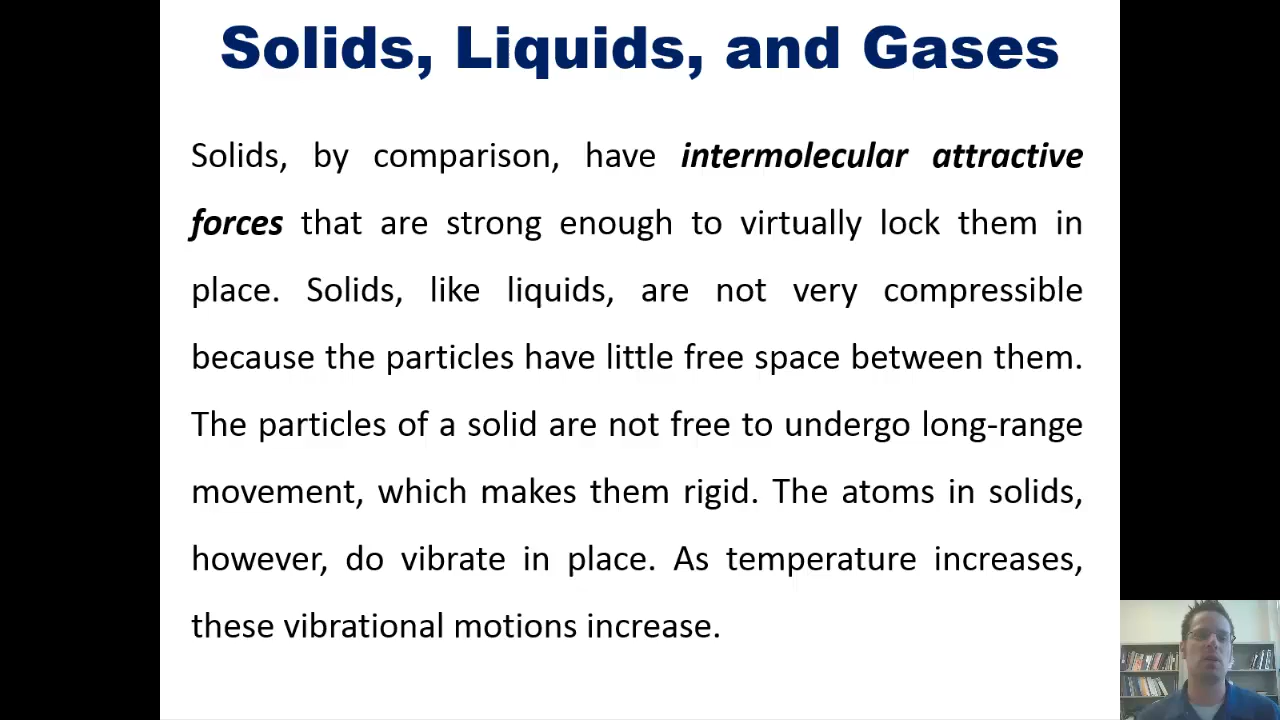 Solids, Liquids, and Gases
Solids, by comparison, have intermolecular attractive
forces that are strong enough to virtually lock them in
place. Solids, like liquids, are not very compressible
because the particles have little free space between them.
The particles of a solid are not free to undergo long-range
movement, which makes them rigid. The atoms in solids,
however, do vibrate in place. As temperature increases,
these vibrational motions increase.